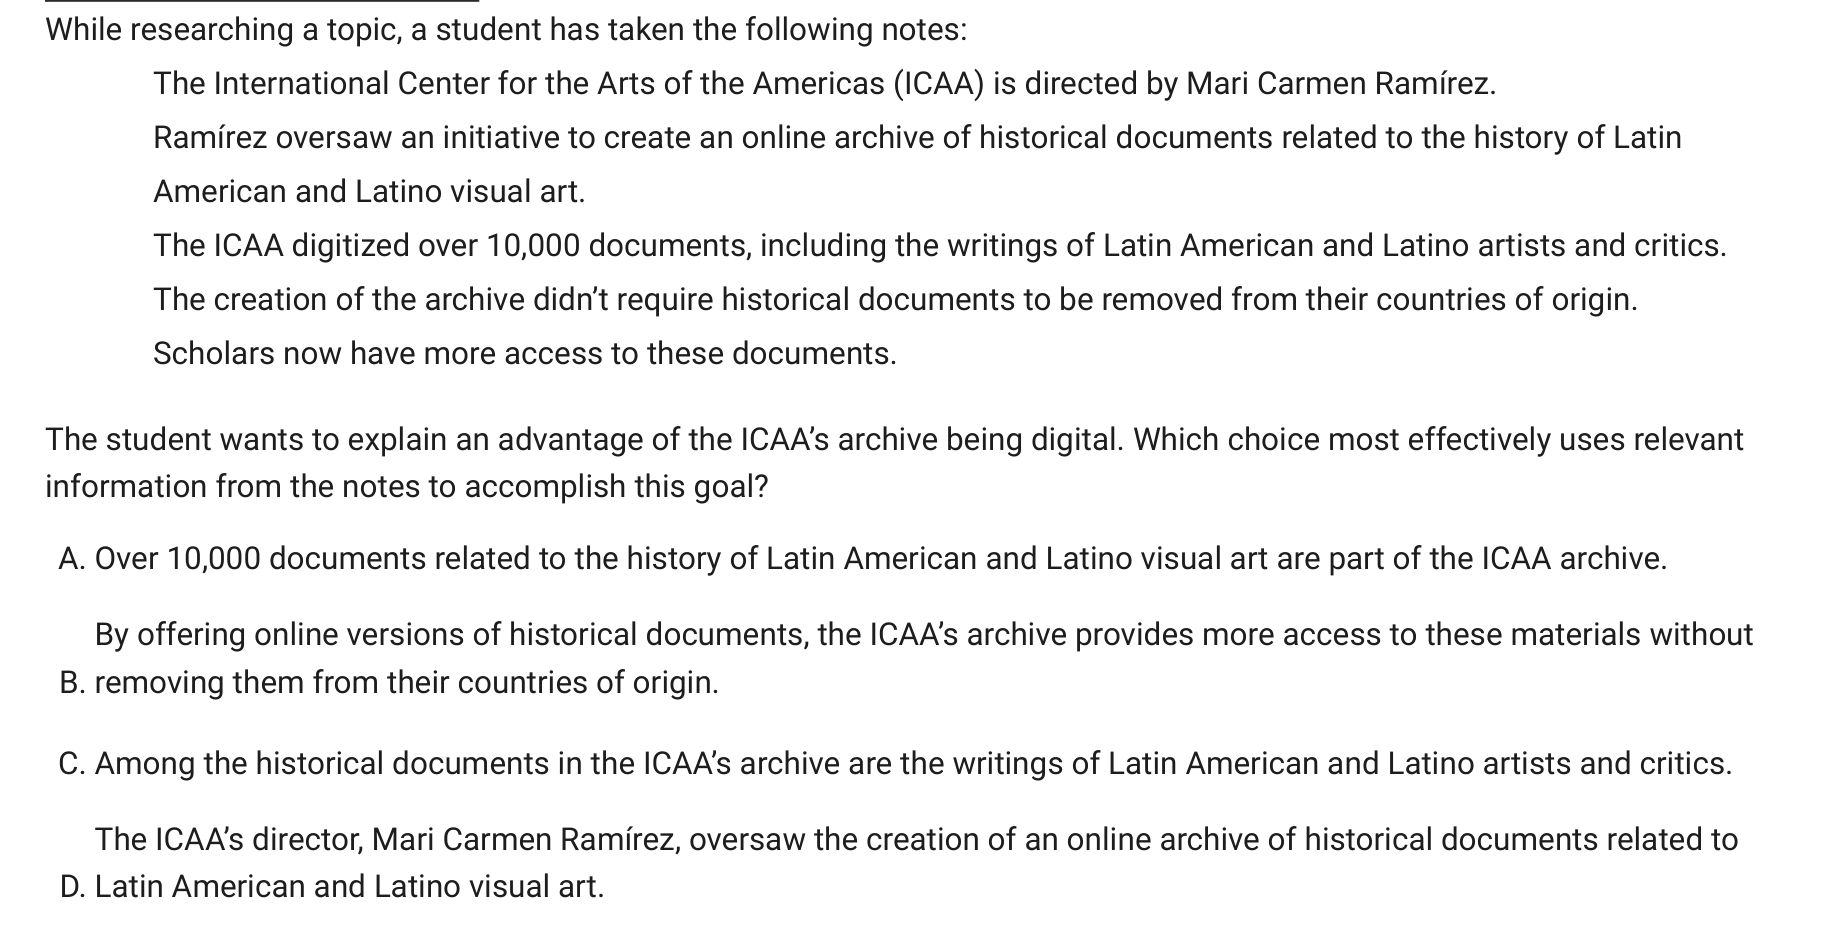 While researching a topic, a student has taken the following notes:
The International Center for the Arts of the Americas (ICAA) is directed by Mari Carmen Ramírez.
Ramírez oversaw an initiative to create an online archive of historical documents related to the history of Latin
American and Latino visual art.
The ICAA digitized over 10,000 documents, including the writings of Latin American and Latino artists and critics.
The creation of the archive didn’t require historical documents to be removed from their countries of origin.
Scholars now have more access to these documents.
The student wants to explain an advantage of the ICAA’s archive being digital. Which choice most effectively uses relevant
information from the notes to accomplish this goal?
A. Over 10,000 documents related to the history of Latin American and Latino visual art are part of the ICAA archive.
By offering online versions of historical documents, the ICAA’s archive provides more access to these materials without
B. removing them from their countries of origin.
C. Among the historical documents in the ICAA’s archive are the writings of Latin American and Latino artists and critics.
The ICAA’s director, Mari Carmen Ramírez, oversaw the creation of an online archive of historical documents related to
D. Latin American and Latino visual art.